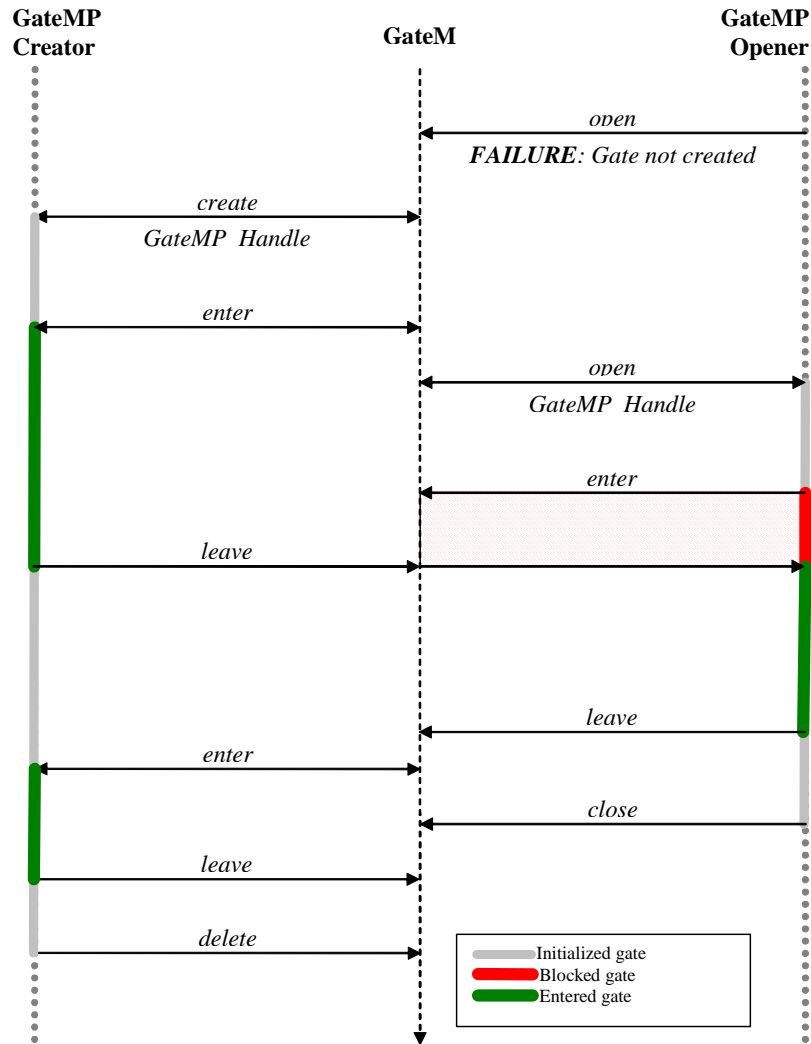 GateMP
Creator
GateM
GateMP
Opener
open
FAILURE: Gate not created
create
GateMP Handle
enter
open
GateMP Handle
enter
leave
leave
enter
close
leave
delete
Initialized gate
Blocked gate
Entered gate